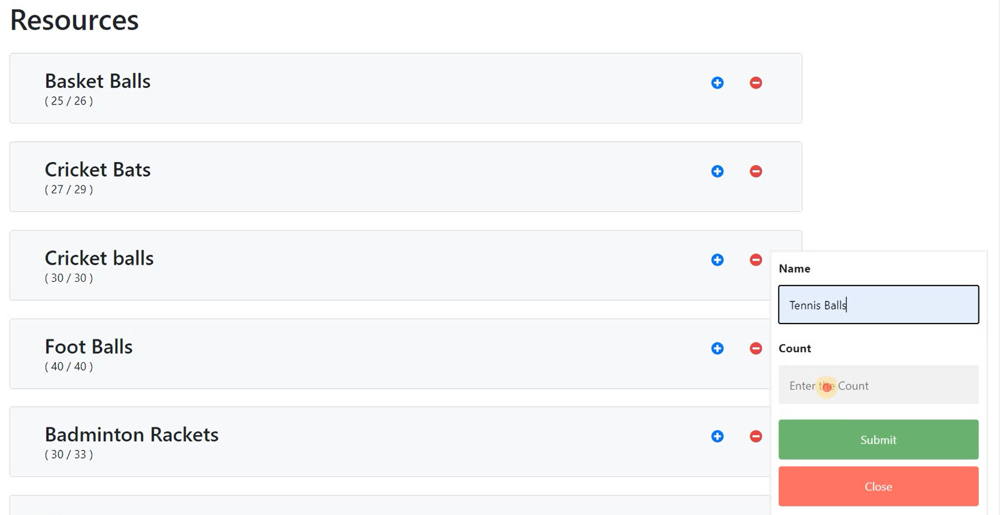 Resources
Basket Balls
( 25 / 26 )
Cricket Bats
( 27 / 29 )
Cricket balls
( 30 / 30 )
Foot Balls
( 40 / 40 )
Badminton Rackets
( 30 / 33 )
Name
Tennis Balls
Count
Enter the Count
Submit
Close